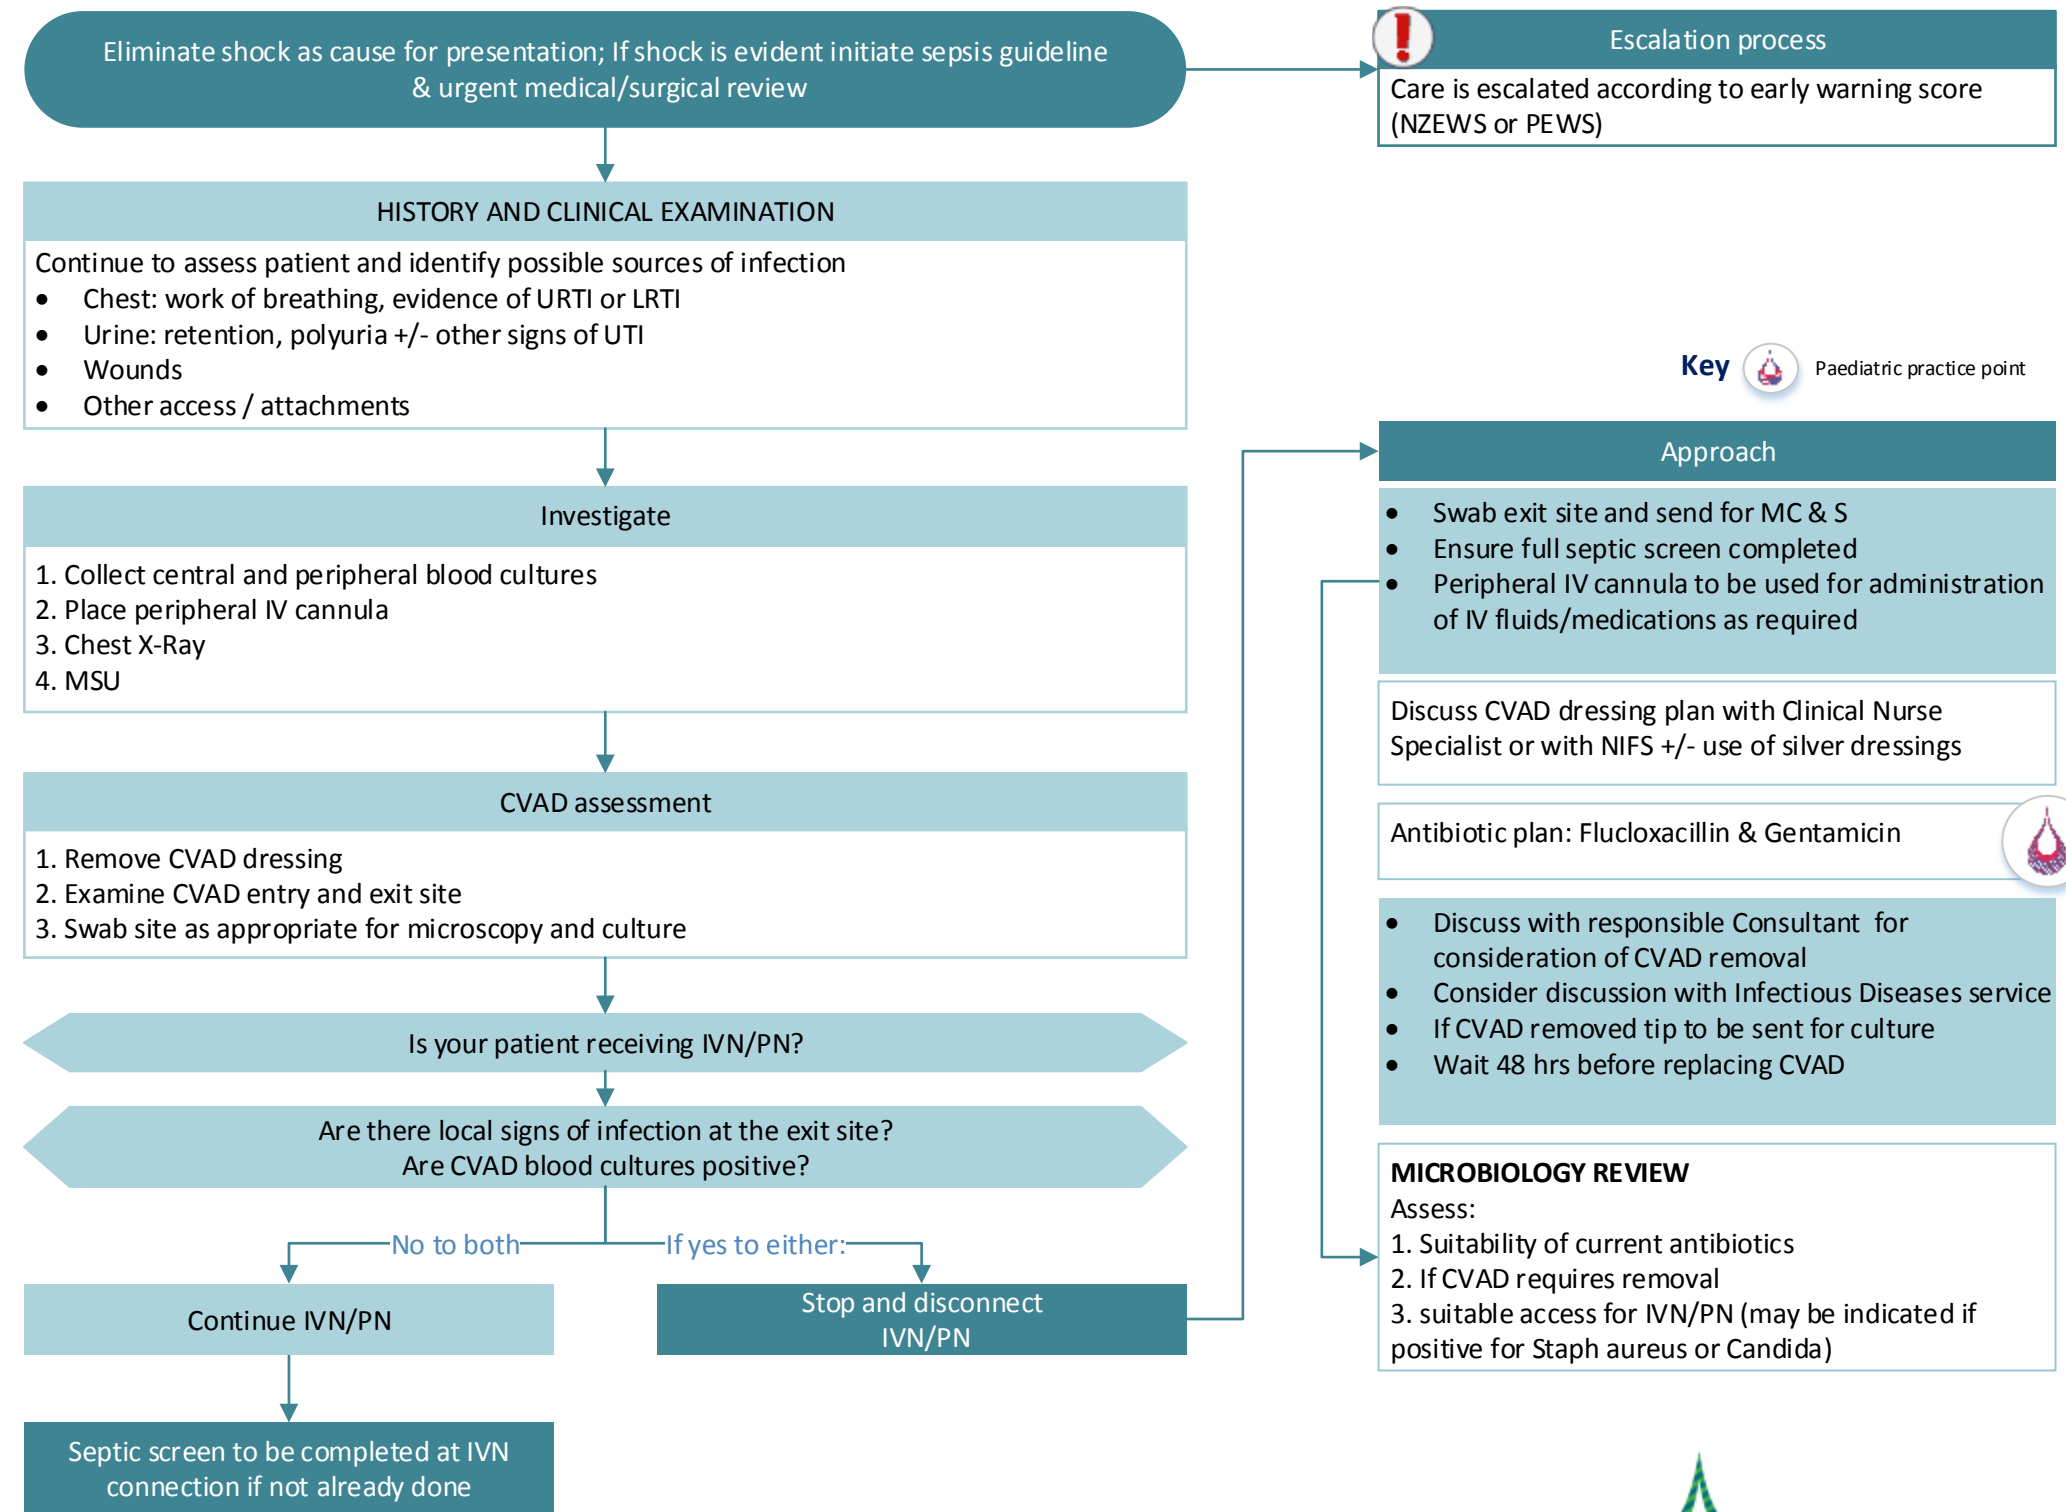 Eliminate shock as cause for presentation; If shock is evident initiate sepsis guideline
& urgent medical/surgical review
Escalation process
Care is escalated according to early warning score
(NZEWS or PEWS)
HISTORY AND CLINICAL EXAMINATION
Continue to assess patient and identify possible sources of infection
• Chest: work of breathing, evidence of URTI or LRTI
• Urine: retention, polyuria +/- other signs of UTI
• Wounds
• Other access / attachments
Key
Paediatric practice point
Investigate
1. Collect central and peripheral blood cultures
2. Place peripheral IV cannula
3. Chest X-Ray
4. MSU
CVAD assessment
1. Remove CVAD dressing
2. Examine CVAD entry and exit site
3. Swab site as appropriate for microscopy and culture
Is your patient receiving IVN/PN?
Are there local signs of infection at the exit site?
Are CVAD blood cultures positive?
No to both
If yes to either:
Continue IVN/PN
Stop and disconnect
IVN/PN
Septic screen to be completed at IVN
connection if not already done
Approach
• Swab exit site and send for MC & S
• Ensure full septic screen completed
• Peripheral IV cannula to be used for administration
of IV fluids/medications as required
Discuss CVAD dressing plan with Clinical Nurse
Specialist or with NIFS +/- use of silver dressings
Antibiotic plan: Flucloxacillin & Gentamicin
• Discuss with responsible Consultant for
consideration of CVAD removal
• Consider discussion with Infectious Diseases service
• If CVAD removed tip to be sent for culture
• Wait 48 hrs before replacing CVAD
MICROBIOLOGY REVIEW
Assess:
1. Suitability of current antibiotics
2. If CVAD requires removal
3. suitable access for IVN/PN (may be indicated if
positive for Staph aureus or Candida)